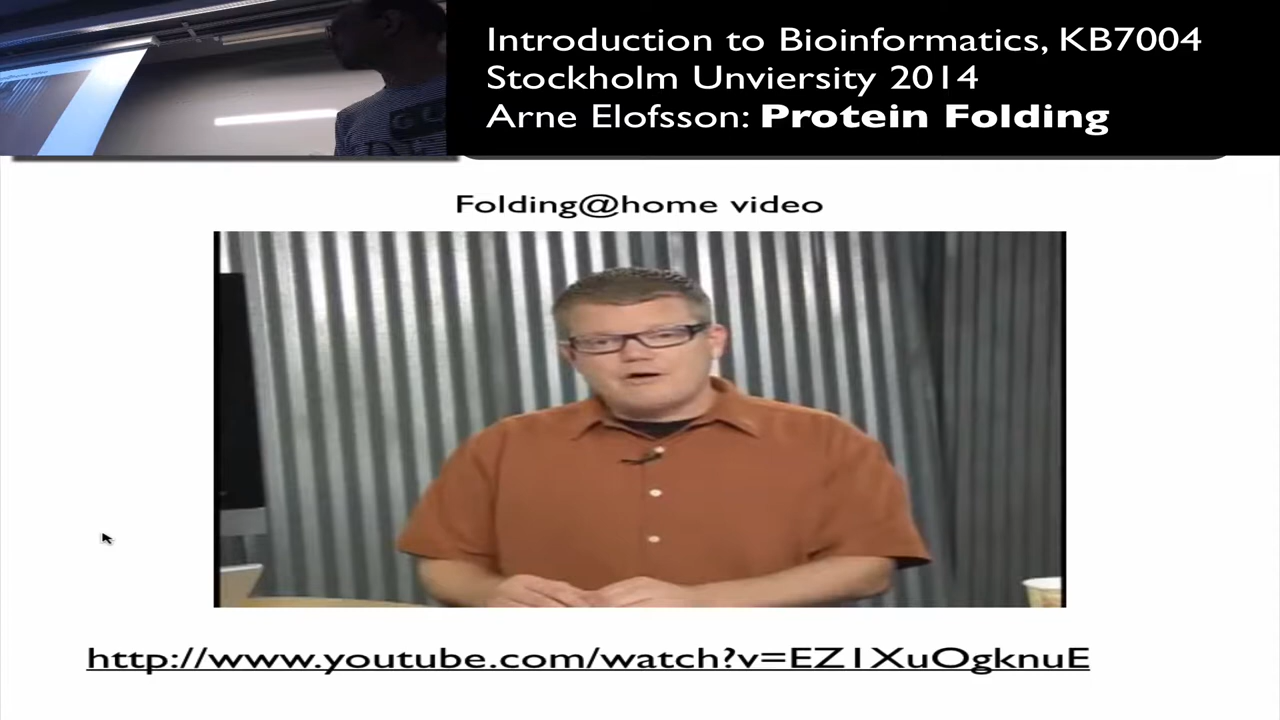 Introduction to Bioinformatics, KB7004
Stockholm Unviersity 2014
Arne Elofsson: Protein Folding
Folding@home video
http://www.youtube.com/watch?v=EZ1XuOgknuE